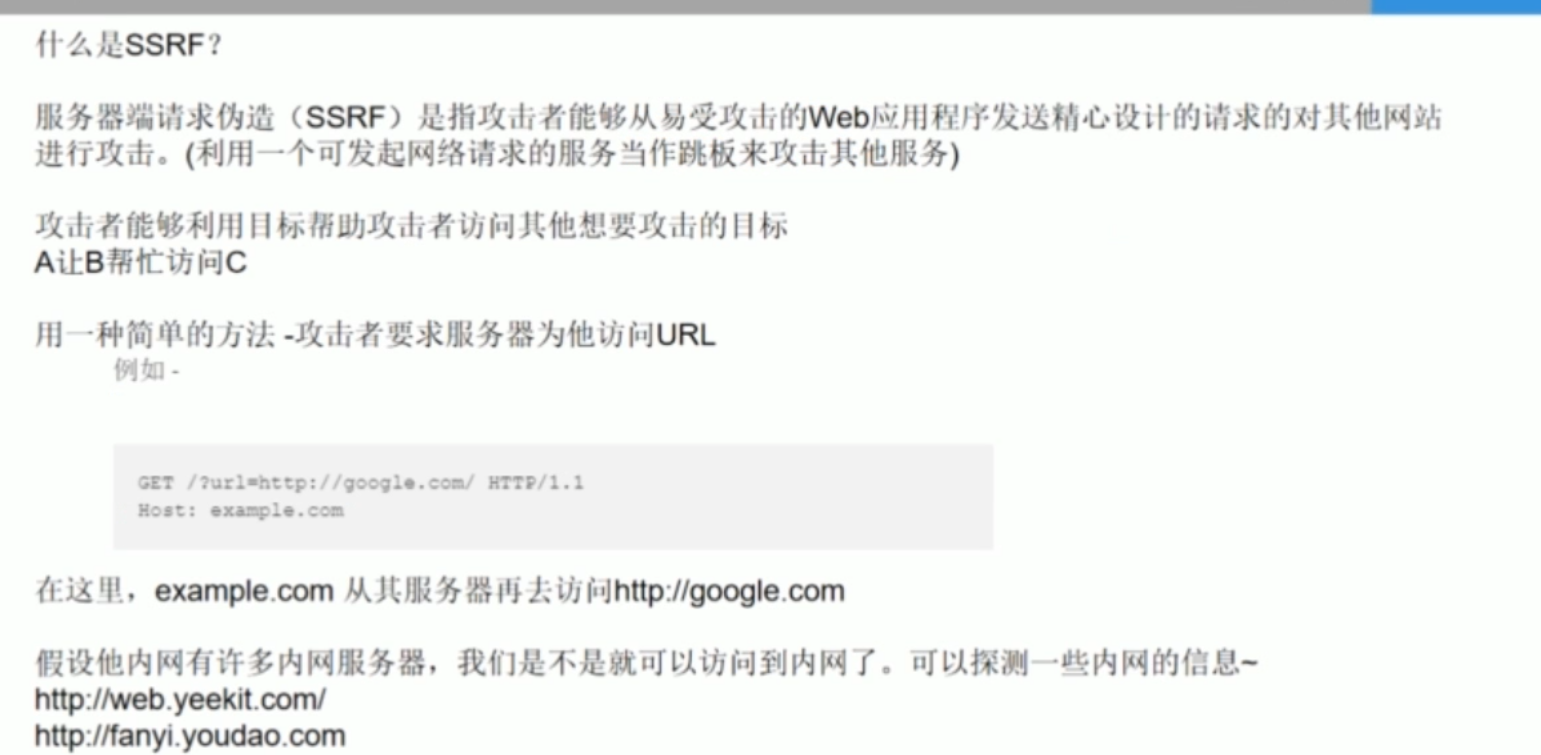 什么是SSRF？
服务器端请求伪造（SSRF）是指攻击者能够从易受攻击的Web应用程序发送精心设计的请求的对其他网站
进行攻击。(利用一个可发起网络请求的服务当作跳板来攻击其他服务)
攻击者能够利用目标帮助攻击者访问其他想要攻击的目标
A让B帮忙访问C
用一种简单的方法 -攻击者要求服务器为他访问URL
例如 -
GET /?url=http://google.com/ HTTP/1.1
Host: example.com
在这里，example.com 从其服务器再去访问http://google.com
假设他内网有许多内网服务器，我们是不是就可以访问到内网了。可以探测一些内网的信息~
http://web.yeekit.com/
http://fanyi.youdao.com